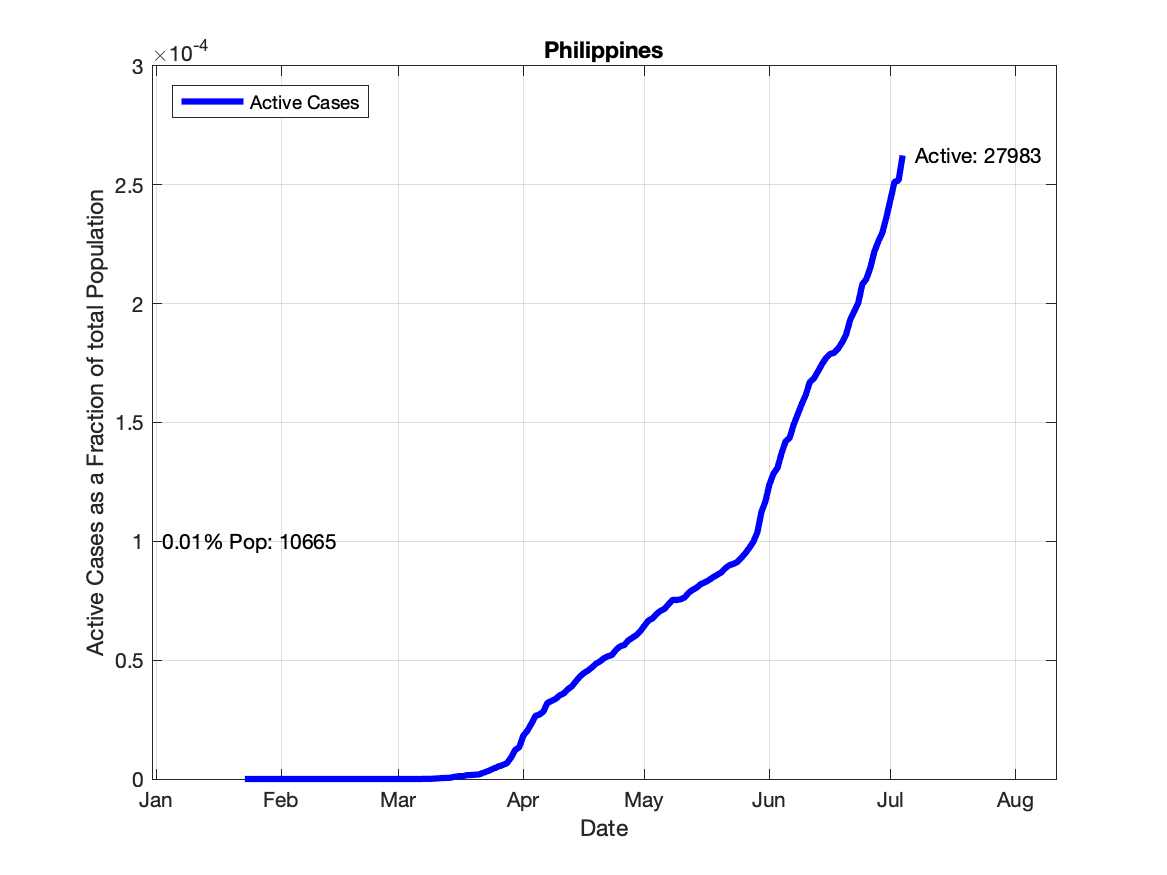 Philippines
×10-4
3
2.5
2
1.5
1
0.5
0
Active Cases
Active: 27983
0.01% Pop: 10665
Active Cases as a Fraction of total Population
Jan Feb Mar Apr May Jun Jul Aug
Date